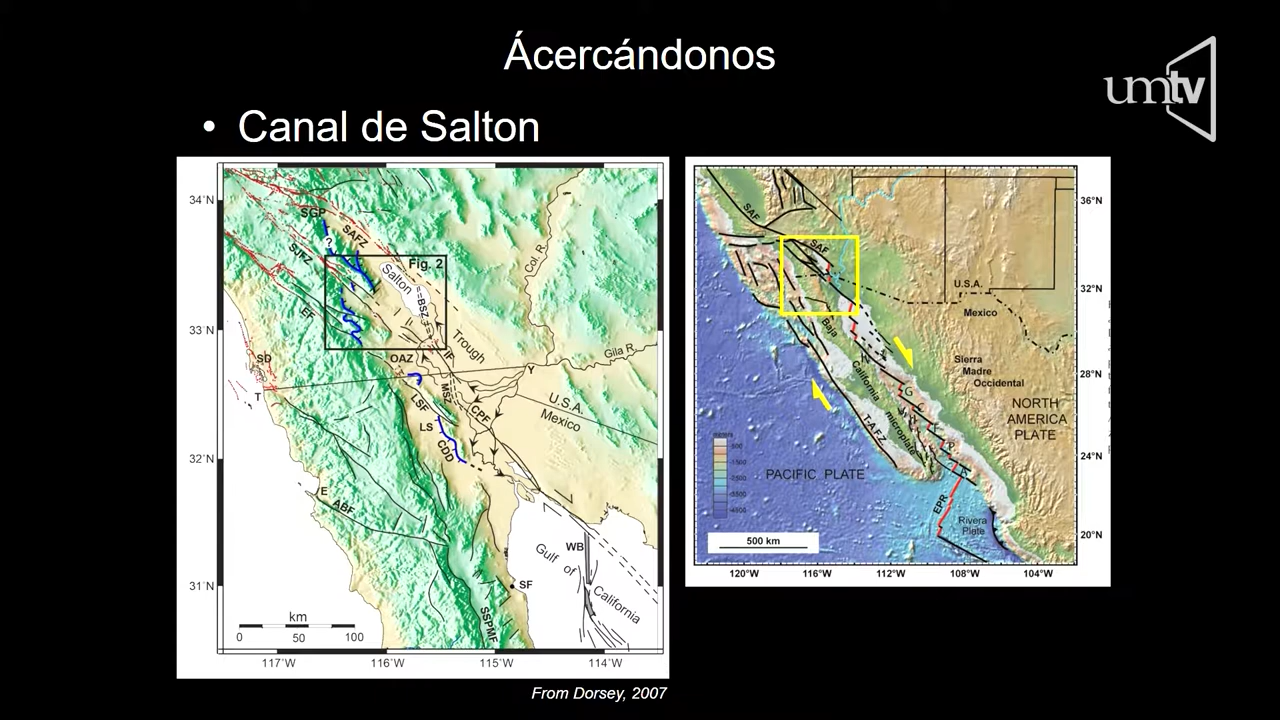 Ácercándonos
umtv
• Canal de Salton
34˚N
33˚N
32˚N
31˚N
SGP
SAFZ
?
SJFZ
Fig. 2
Salton
BSZ
EF
Trough
Col. R.
Gila R.
SD
T
OAZ
IF
Y
MSZ
LSF
CPF
U.S.A.
Mexico
LS
CDD
E
ABF
WB
Gulf of
California
SF
SSPMF
km
0 50 100
117˚W 116˚W 115˚W 114˚W
SAF
SAF
36°N
32°N
28°N
24°N
20°N
U.S.A.
Mexico
Baja
California
microplate
Sierra
Madre
Occidental
NORTH
AMERICA
PLATE
T.A.F.Z.
PACIFIC PLATE
EPR
Rivera
Plate
500 km
120°W 116°W 112°W 108°W 104°W
From Dorsey, 2007